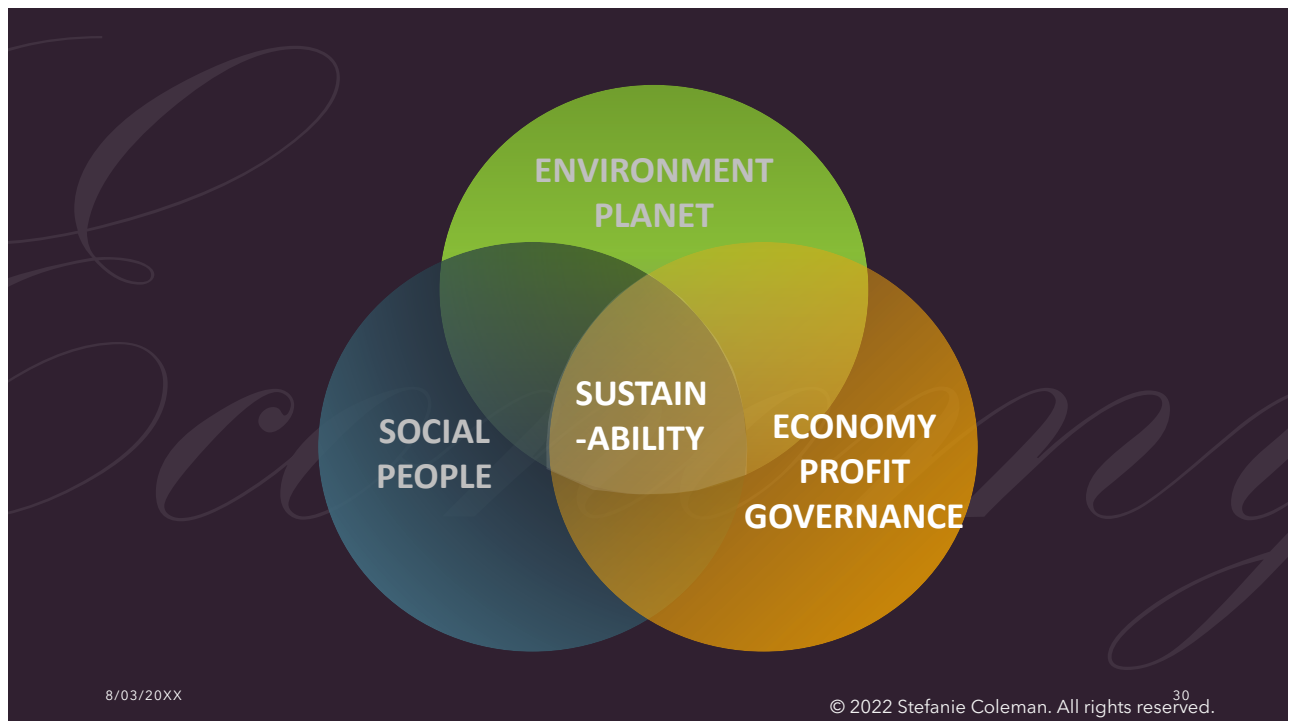 Economy
ENVIRONMENT
PLANET
SOCIAL
PEOPLE
SUSTAIN
-ABILITY
ECONOMY
PROFIT
GOVERNANCE
8/03/20XX
30
© 2022 Stefanie Coleman. All rights reserved.